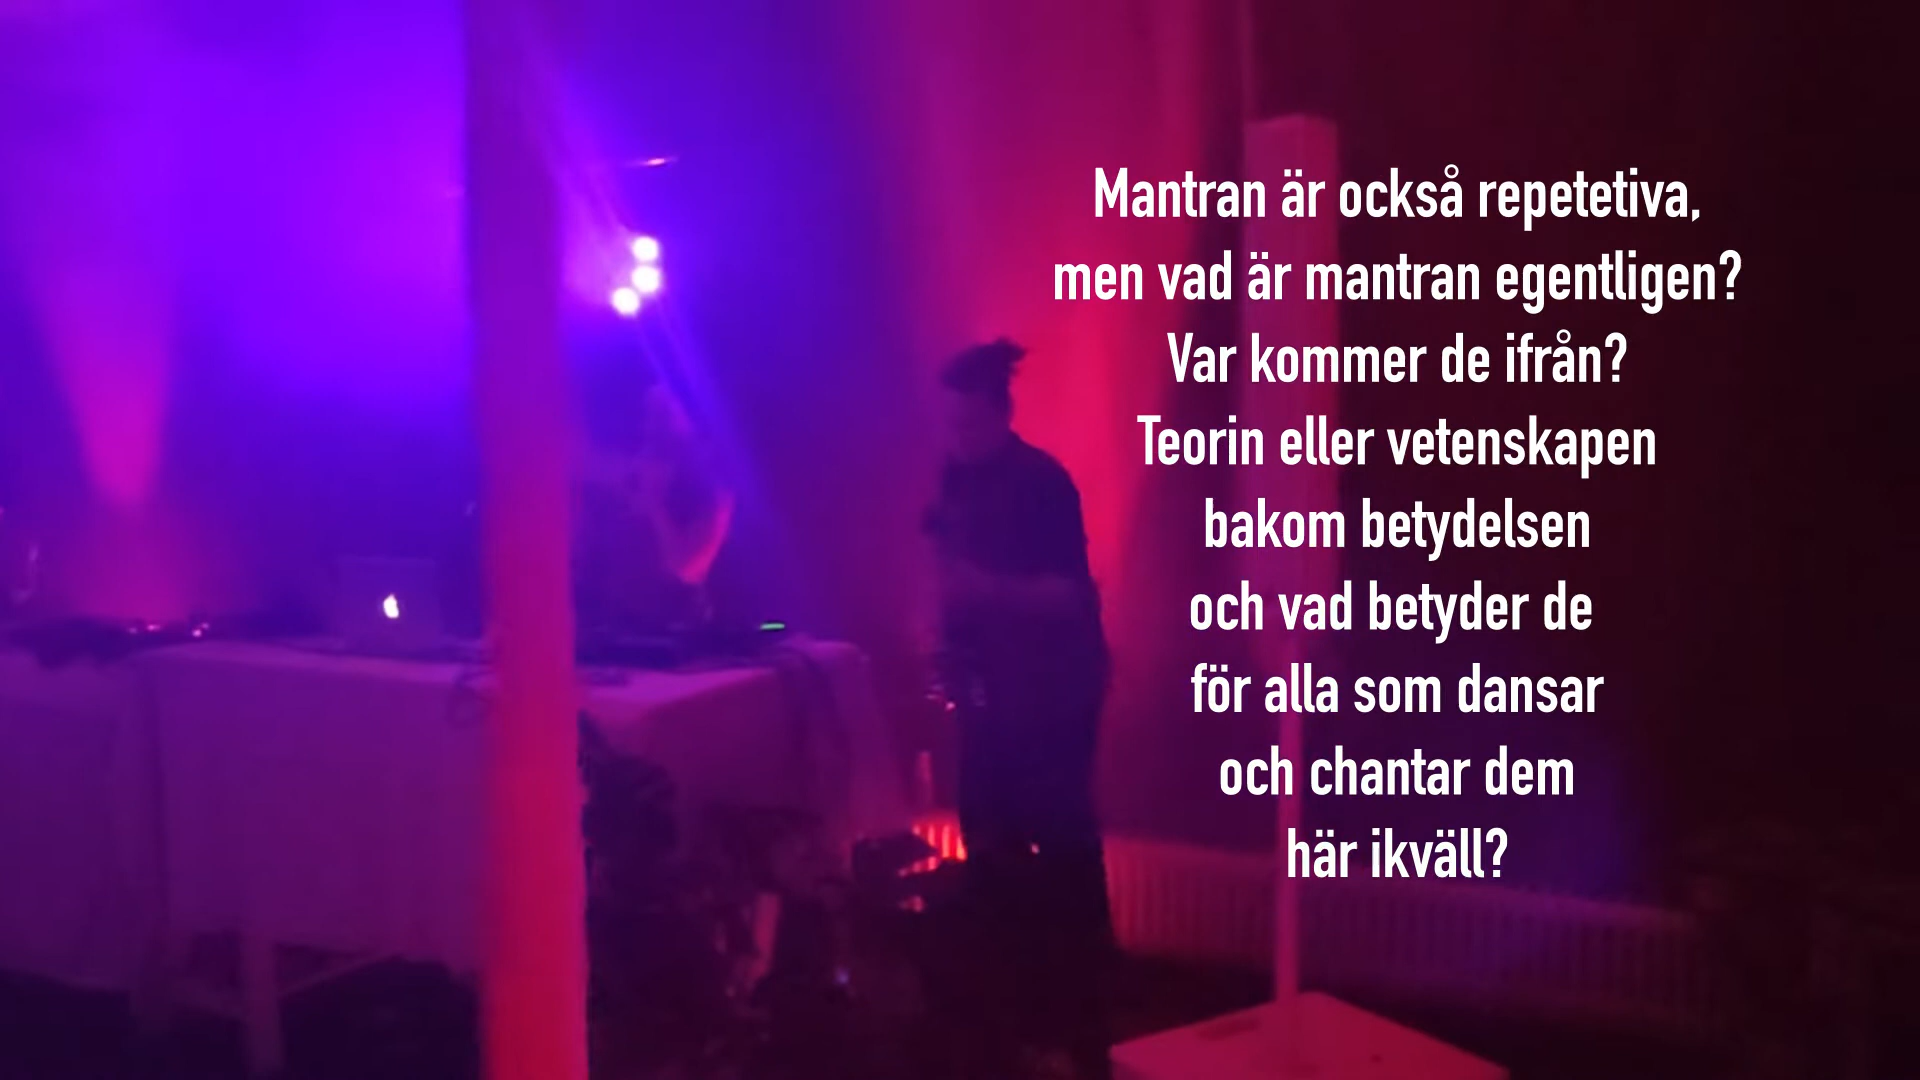 Mantran är också repetetiva,
men vad är mantran egentligen?
Var kommer de ifrån?
Teorin eller vetenskapen
bakom betydelsen
och vad betyder de
för alla som dansar
och chantar dem
här ikväll?